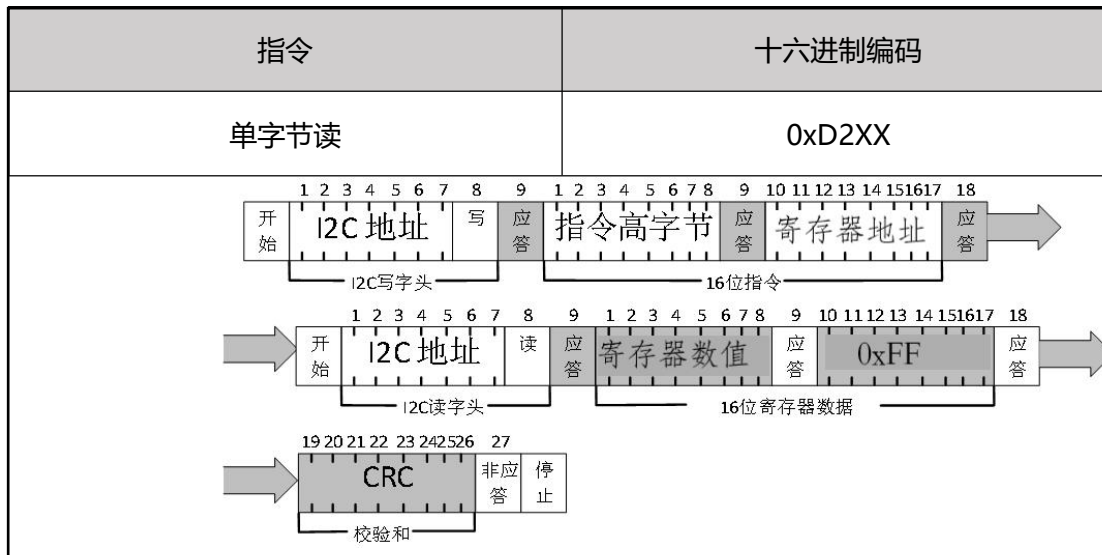 指令 十六进制编码
单字节读 0xD2XX
1 2 3 4 5 6 7 8 9 1 2 3 4 5 6 7 8 9 10 11 12 13 14 15 16 17 18
开始 I2C 地址 写 应答 指令高字节 应答 寄存器地址 应答
I2C写字头 16位指令
1 2 3 4 5 6 7 8 9 1 2 3 4 5 6 7 8 9 10 11 12 13 14 15 16 17 18
开始 I2C 地址 读 应答 寄存器数值 应答 0xFF 应答
I2C读字头 16位寄存器数据
19 20 21 22 23 24 25 26 27
CRC 非应答 停止
校验和